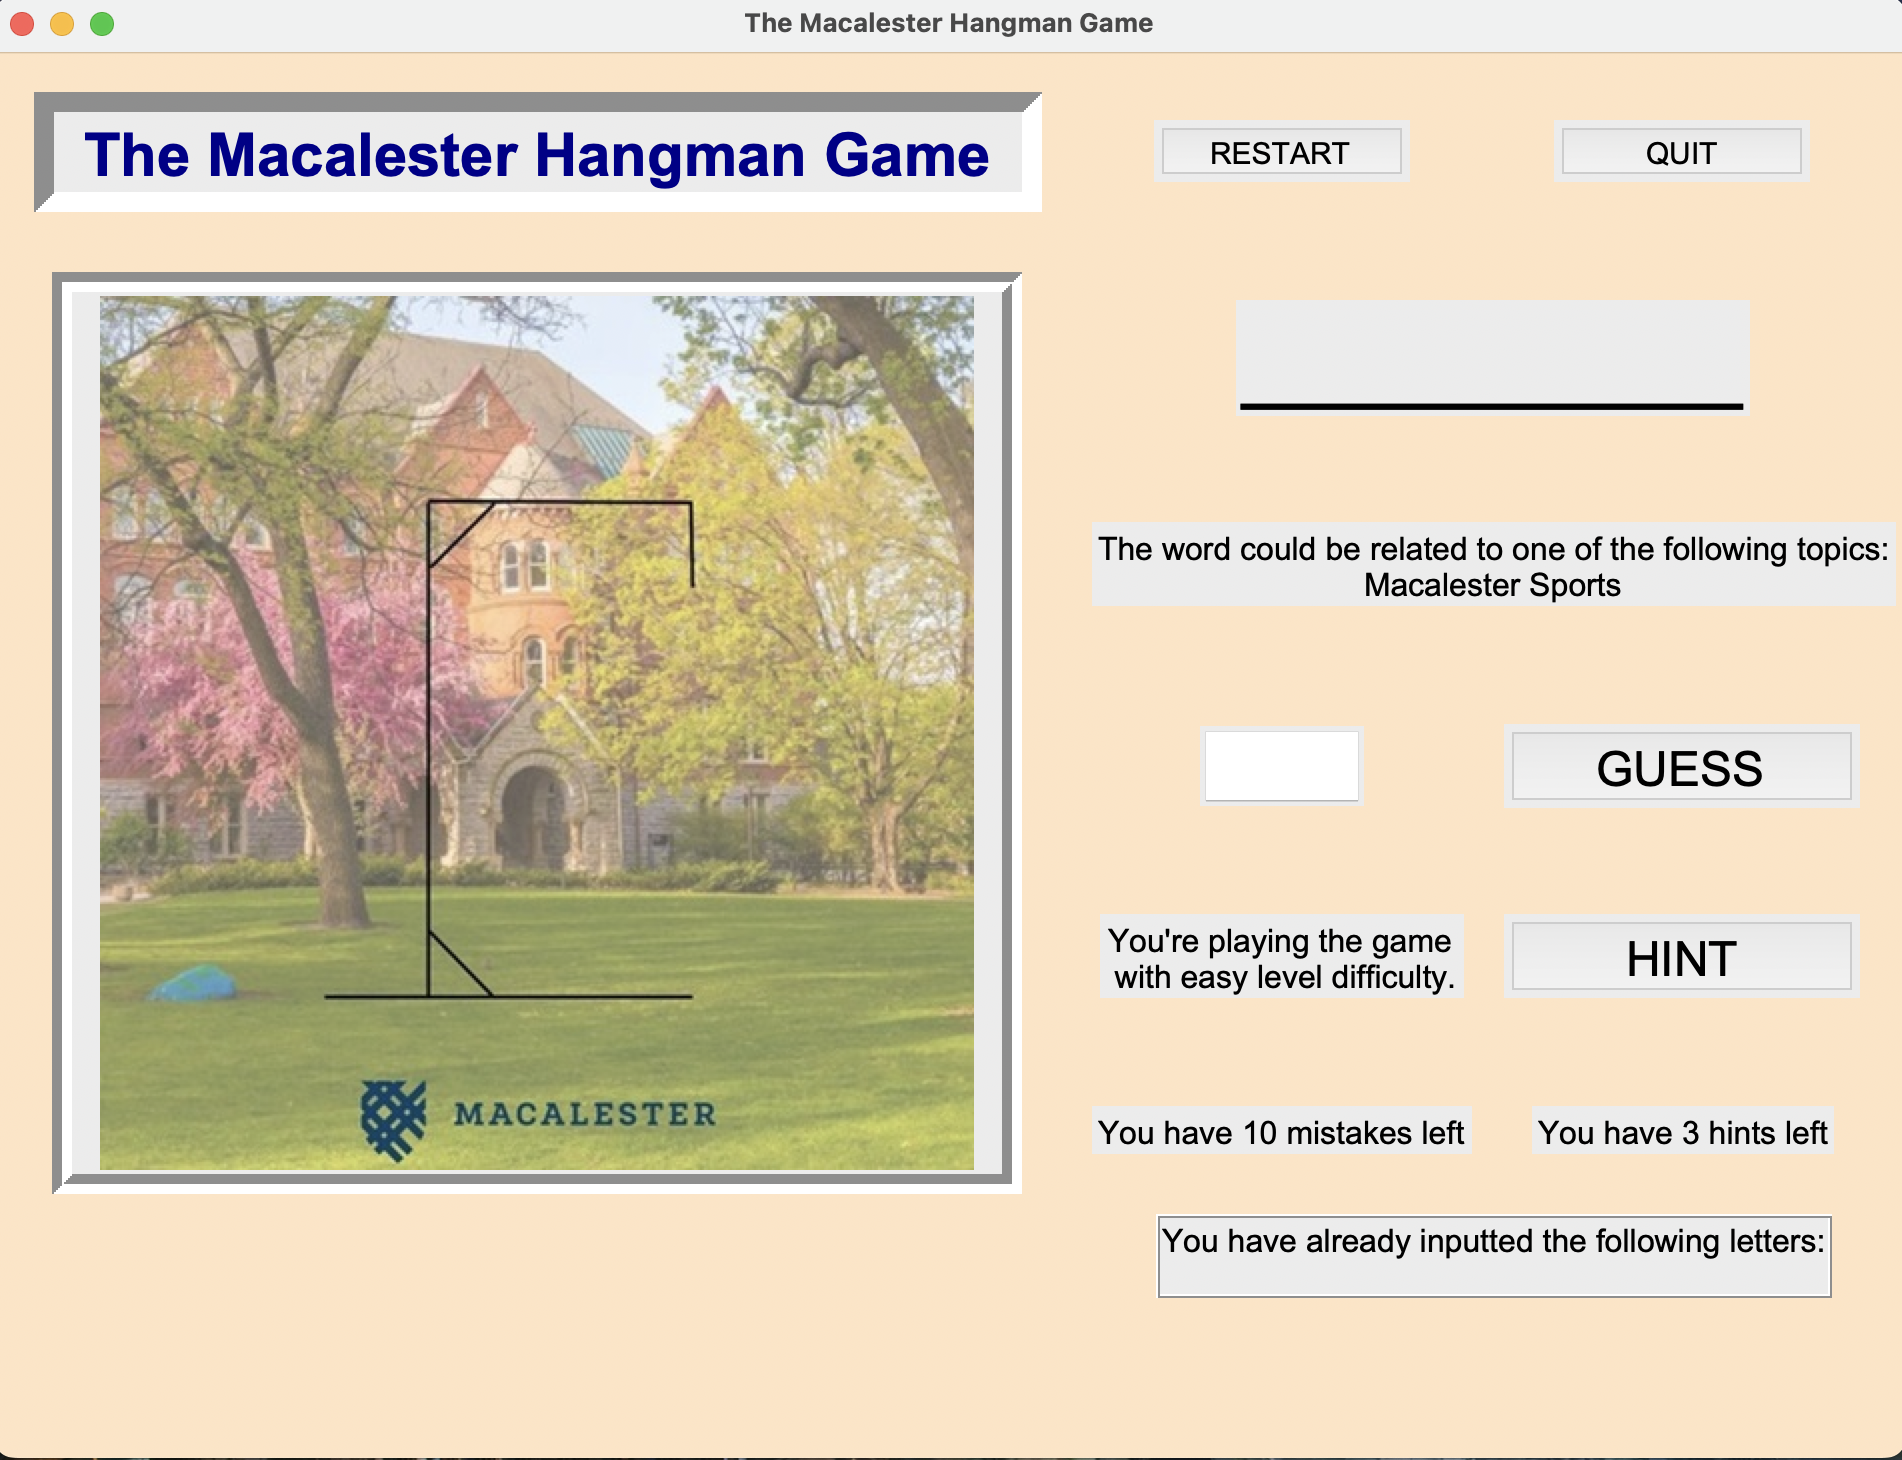 The Macalester Hangman Game
The Macalester Hangman Game
RESTART
QUIT
The word could be related to one of the following topics:
Macalester Sports
GUESS
You're playing the game
with easy level difficulty.
HINT
MACALESTER
You have 10 mistakes left
You have 3 hints left
You have already inputted the following letters: